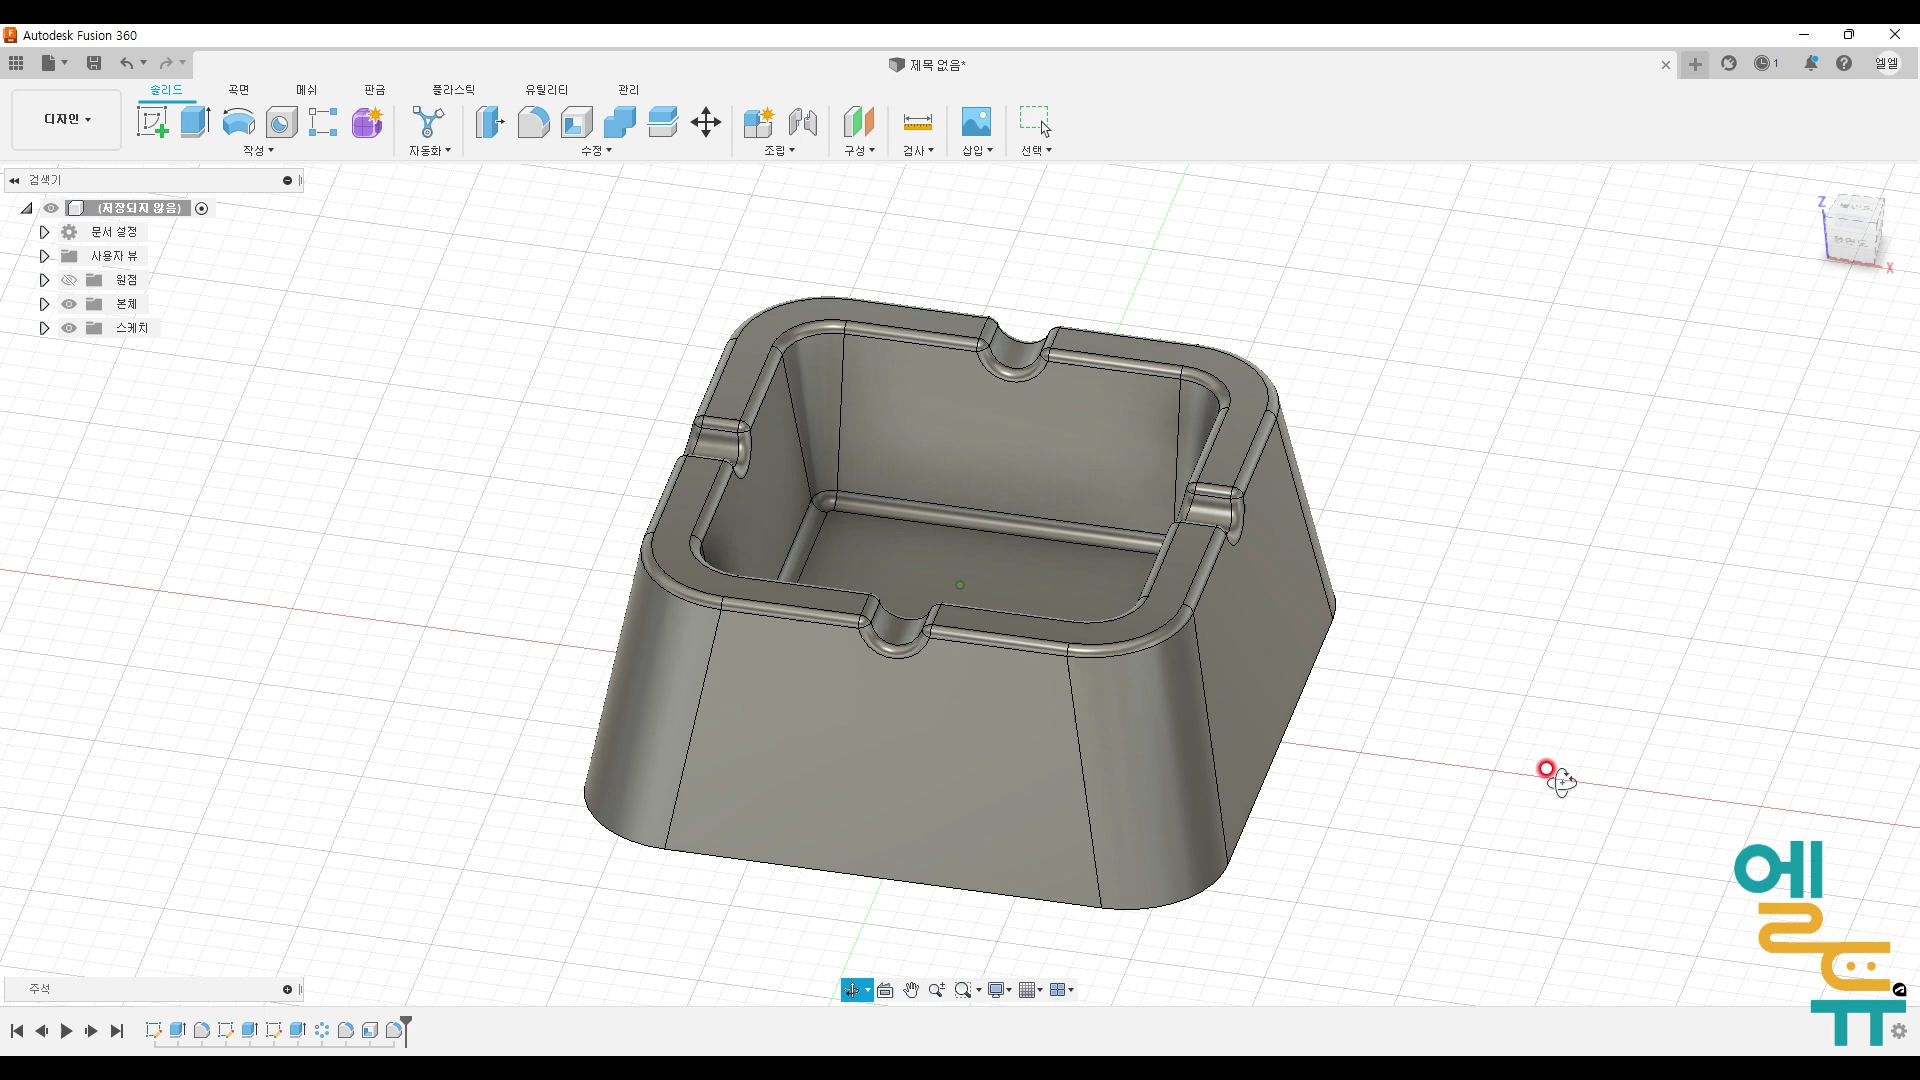 Autodesk Fusion 360
제목 없음*
1
엘엘
솔리드 곡면 메쉬 판금 플라스틱 유틸리티 관리
디자인
작성 자동화 수정 조립 구성 검사 삽입 선택
검색기
(저장되지 않음)
문서 설정
사용자 뷰
원점
본체
스케치
Z
X
주석